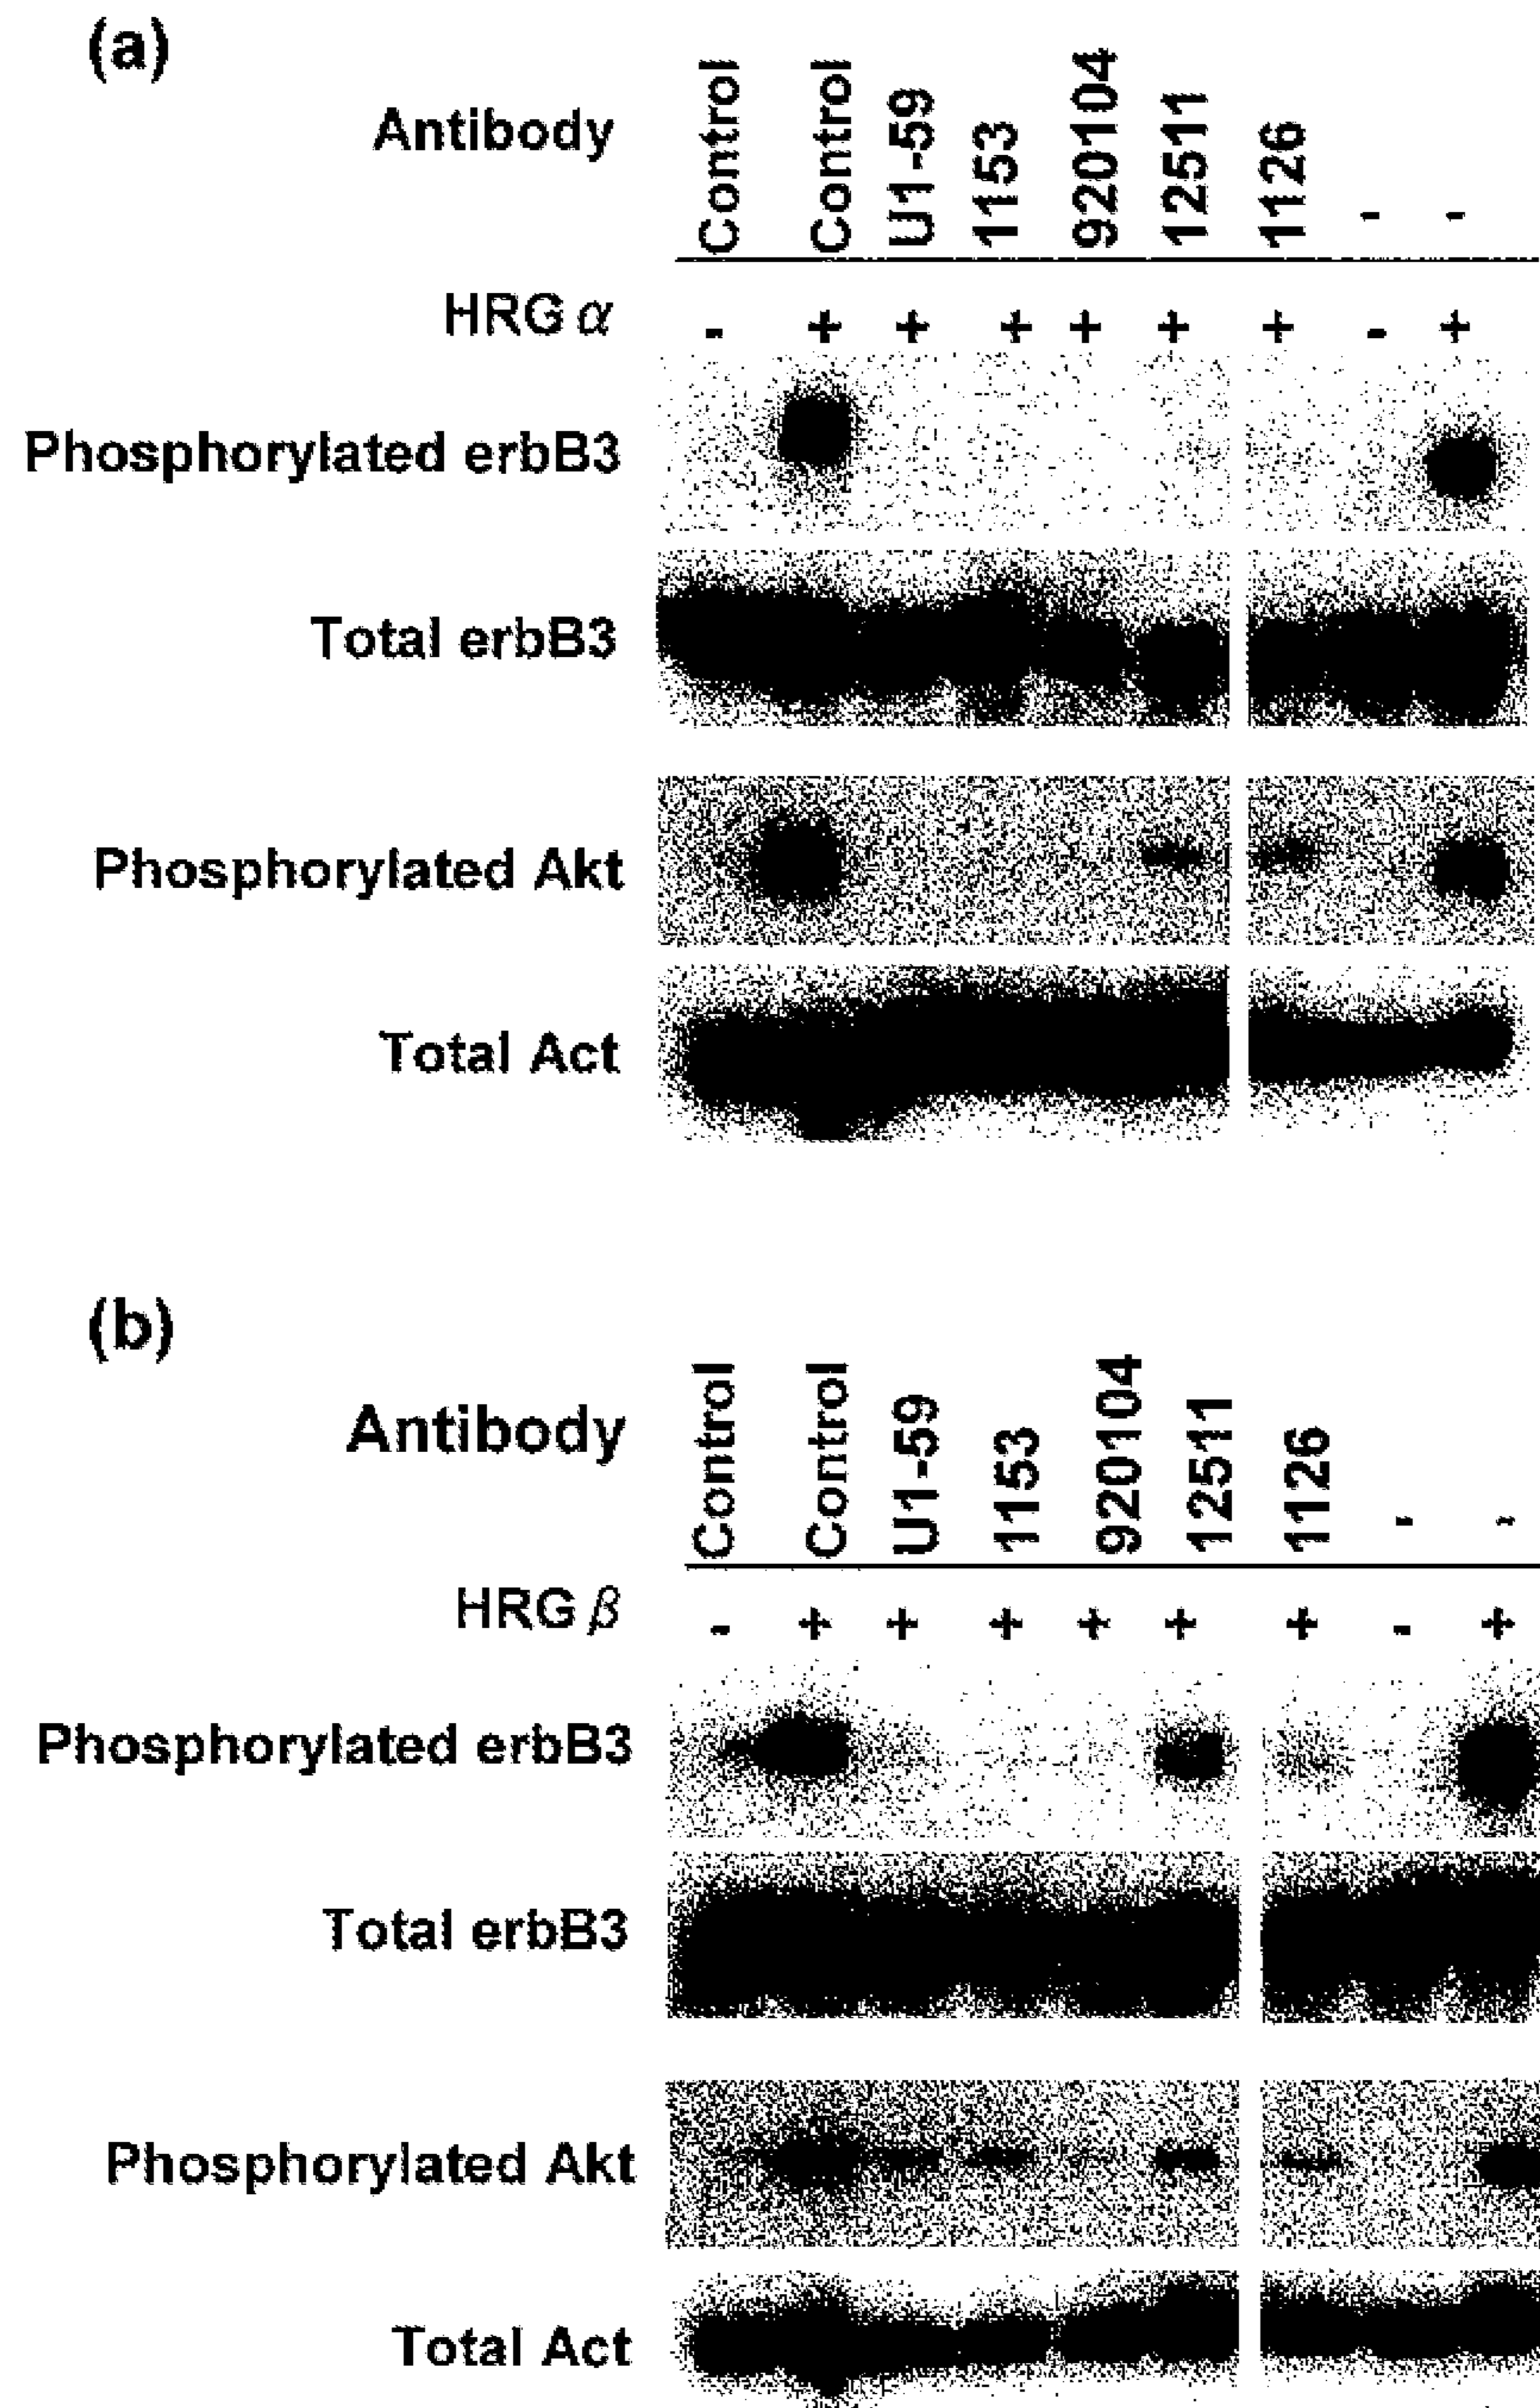 (a)
Antibody Control Control U1-59 1153 920104 12511 1126 - -
HRG α - + + + + + + - +
Phosphorylated erbB3
Total erbB3
Phosphorylated Akt
Total Act
(b)
Antibody Control Control U1-59 1153 920104 12511 1126 - -
HRG β - + + + + + + - +
Phosphorylated erbB3
Total erbB3
Phosphorylated Akt
Total Act